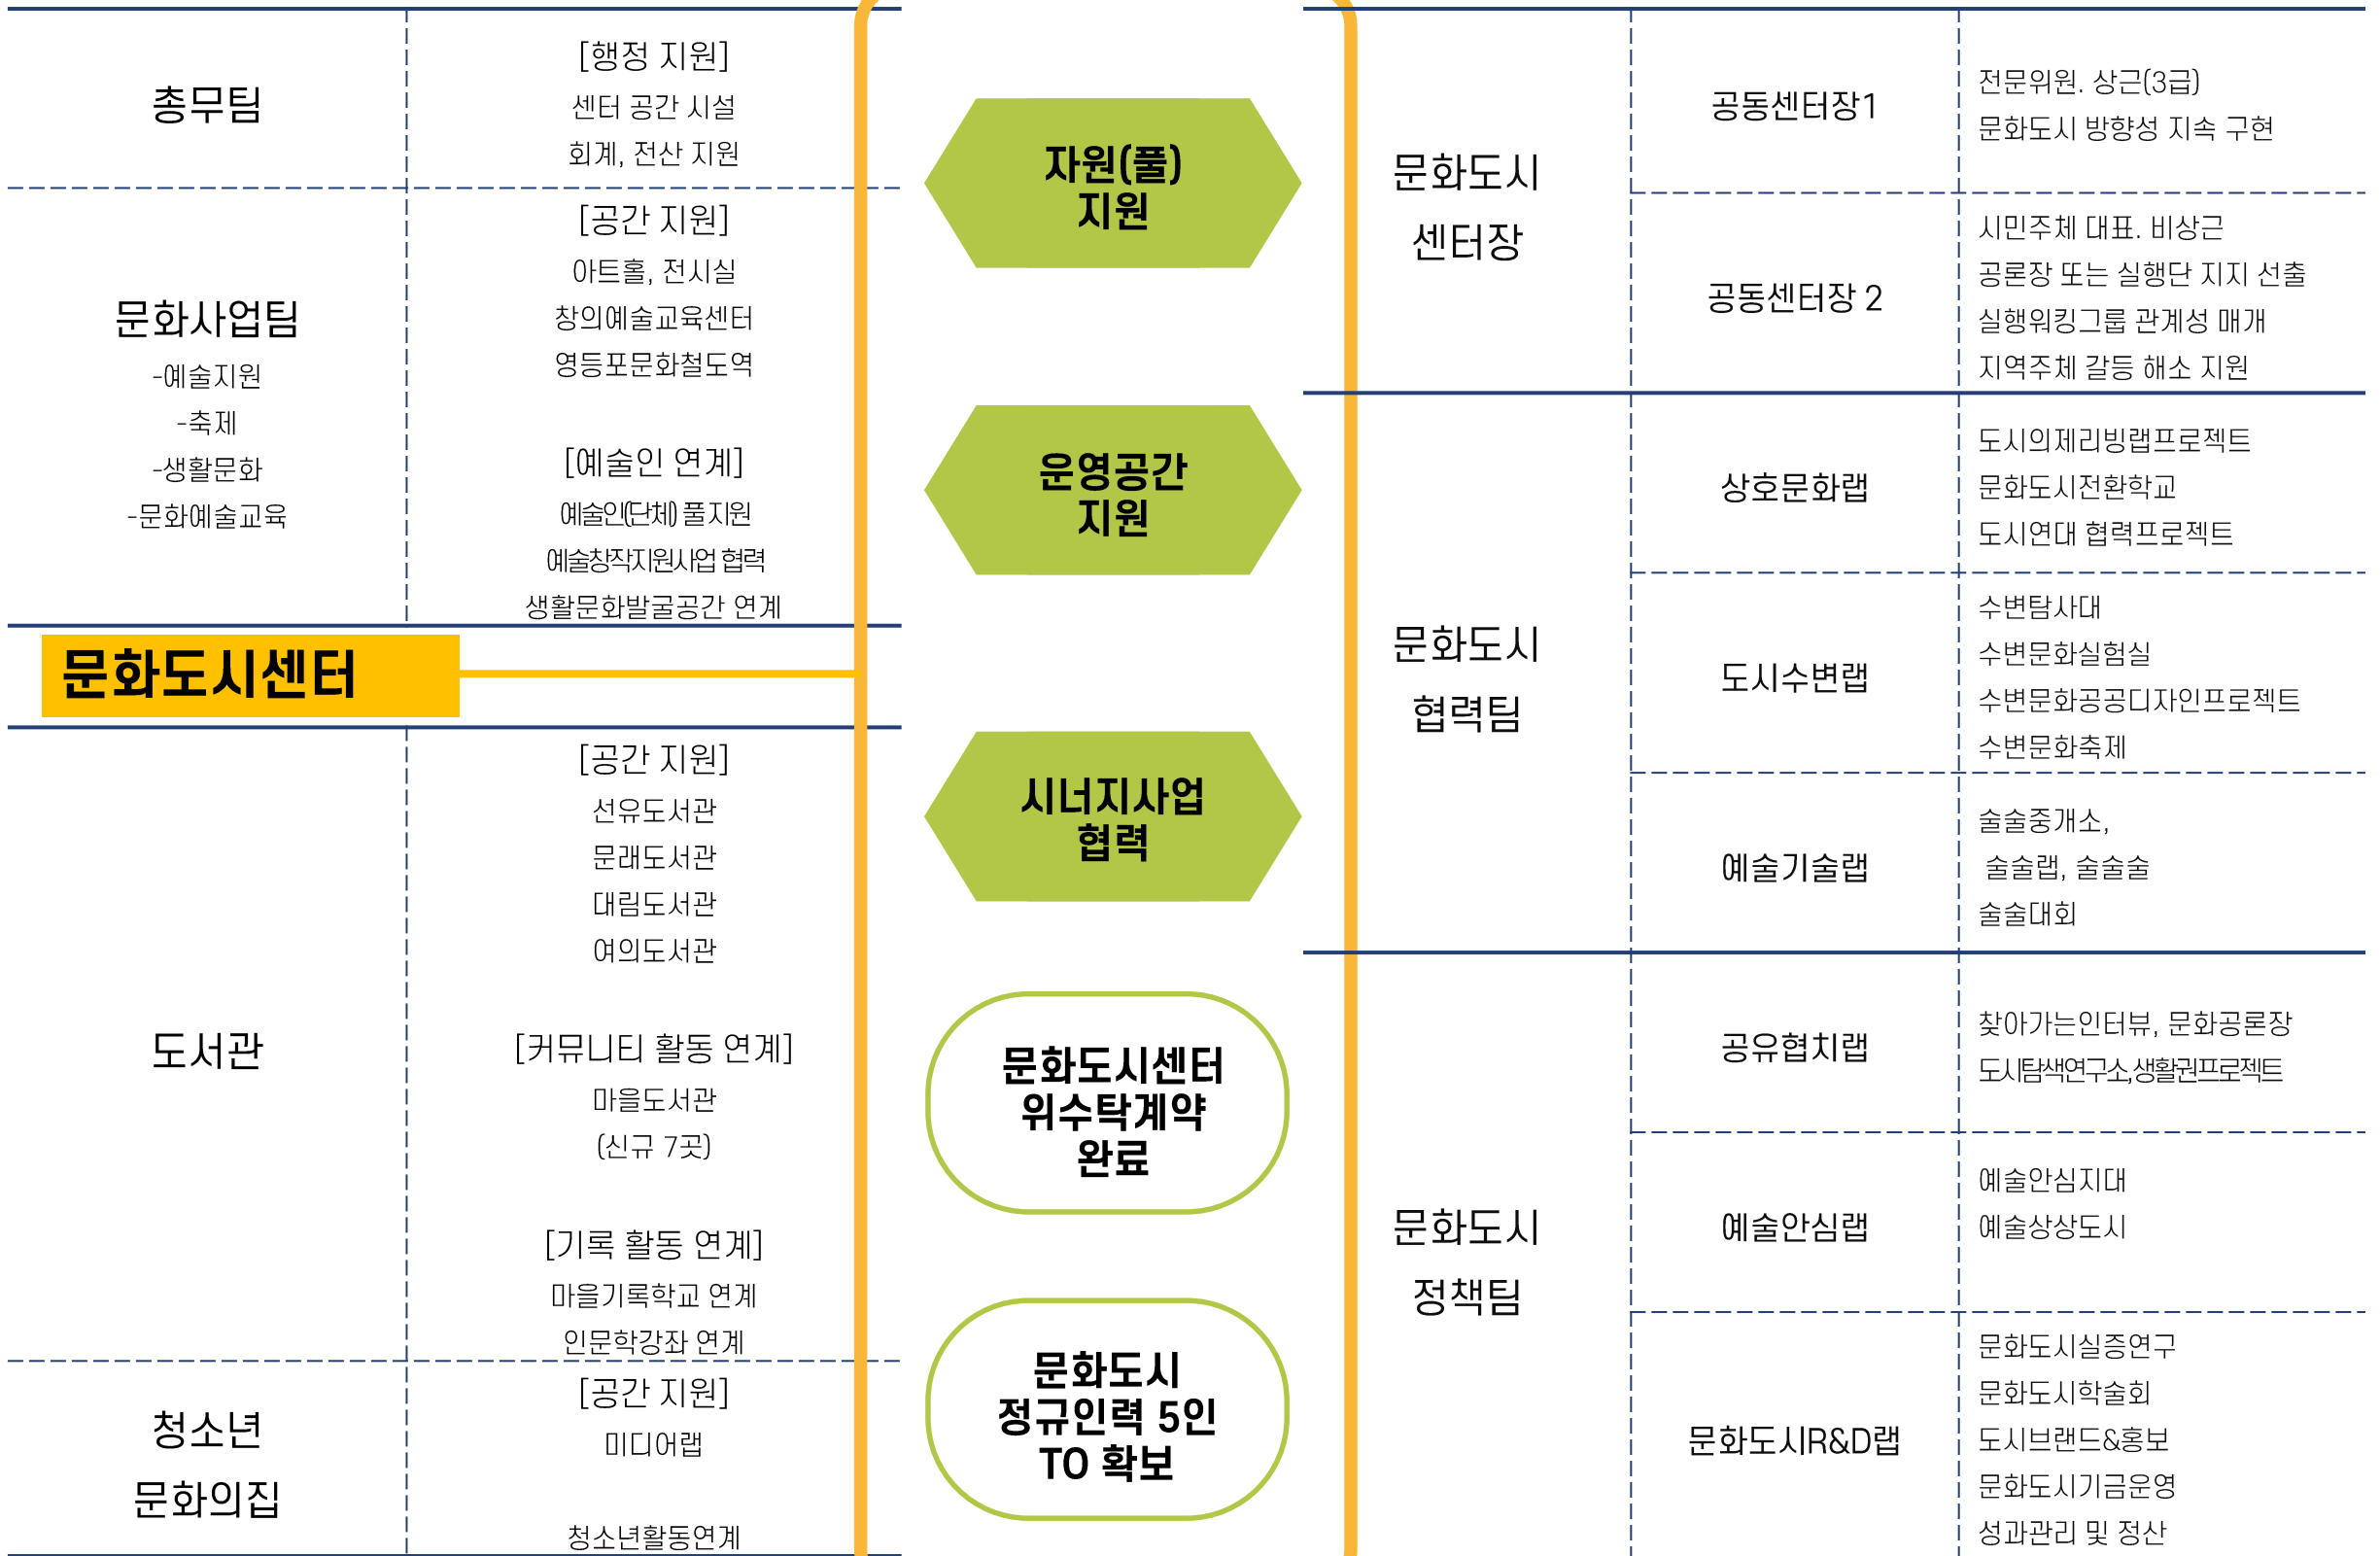 총무팀
[행정 지원]
센터 공간 시설
회계, 전산 지원
문화사업팀
-예술지원
-축제
-생활문화
-문화예술교육
[공간 지원]
아트홀, 전시실
창의예술교육센터
영등포문화철도역
[예술인 연계]
예술인(단체) 풀 지원
예술창작지원사업 협력
생활문화발굴공간 연계
문화도시센터
도서관
[공간 지원]
선유도서관
문래도서관
대림도서관
여의도서관
[커뮤니티 활동 연계]
마을도서관
(신규 7곳)
[기록 활동 연계]
마을기록학교 연계
인문학강좌 연계
청소년
문화의집
[공간 지원]
미디어랩
청소년활동연계
자원(풀)
지원
운영공간
지원
시너지사업
협력
문화도시센터
위수탁계약
완료
문화도시
정규인력 5인
TO 확보
문화도시
센터장
공동센터장1
전문위원. 상근(3급)
문화도시 방향성 지속 구현
공동센터장 2
시민주체 대표. 비상근
공론장 또는 실행단 지지 선출
실행워킹그룹 관계성 매개
지역주체 갈등 해소 지원
문화도시
협력팀
상호문화랩
도시의제리빙랩프로젝트
문화도시전환학교
도시연대 협력프로젝트
도시수변랩
수변탐사대
수변문화실험실
수변문화공공디자인프로젝트
수변문화축제
예술기술랩
술술중개소,
술술랩, 술술술
술술대회
문화도시
정책팀
공유협치랩
찾아가는인터뷰, 문화공론장
도시탐색연구소,생활권프로젝트
예술안심랩
예술안심지대
예술상상도시
문화도시R&D랩
문화도시실증연구
문화도시학술회
도시브랜드&홍보
문화도시기금운영
성과관리 및 정산